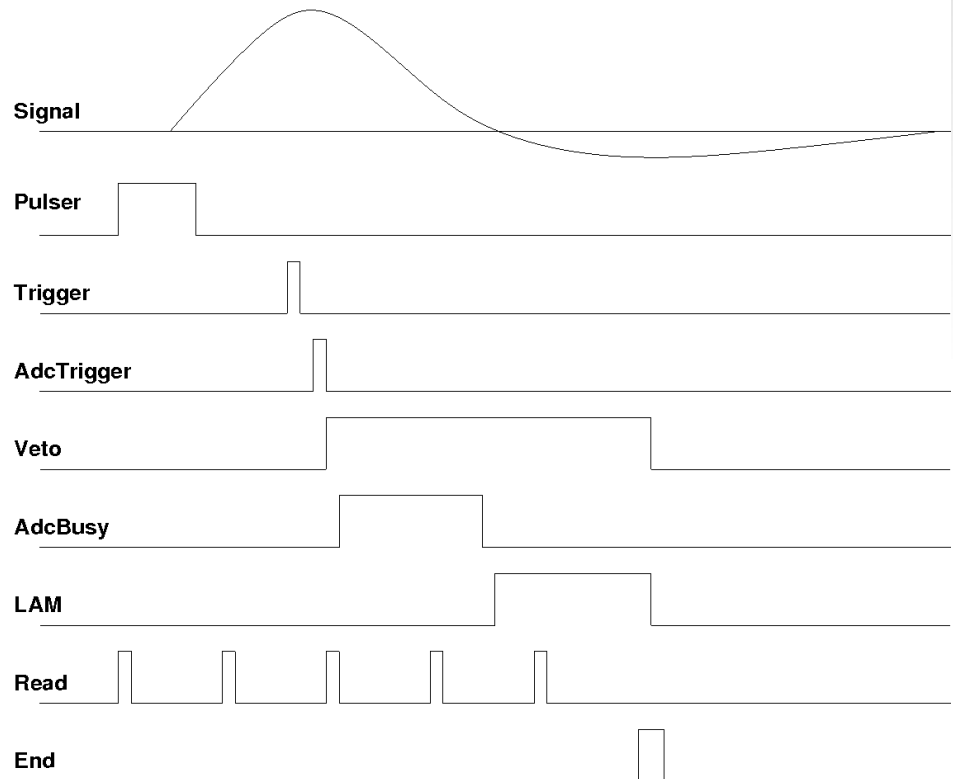 Signal
Pulser
Trigger
AdcTrigger
Veto
AdcBusy
LAM
Read
End